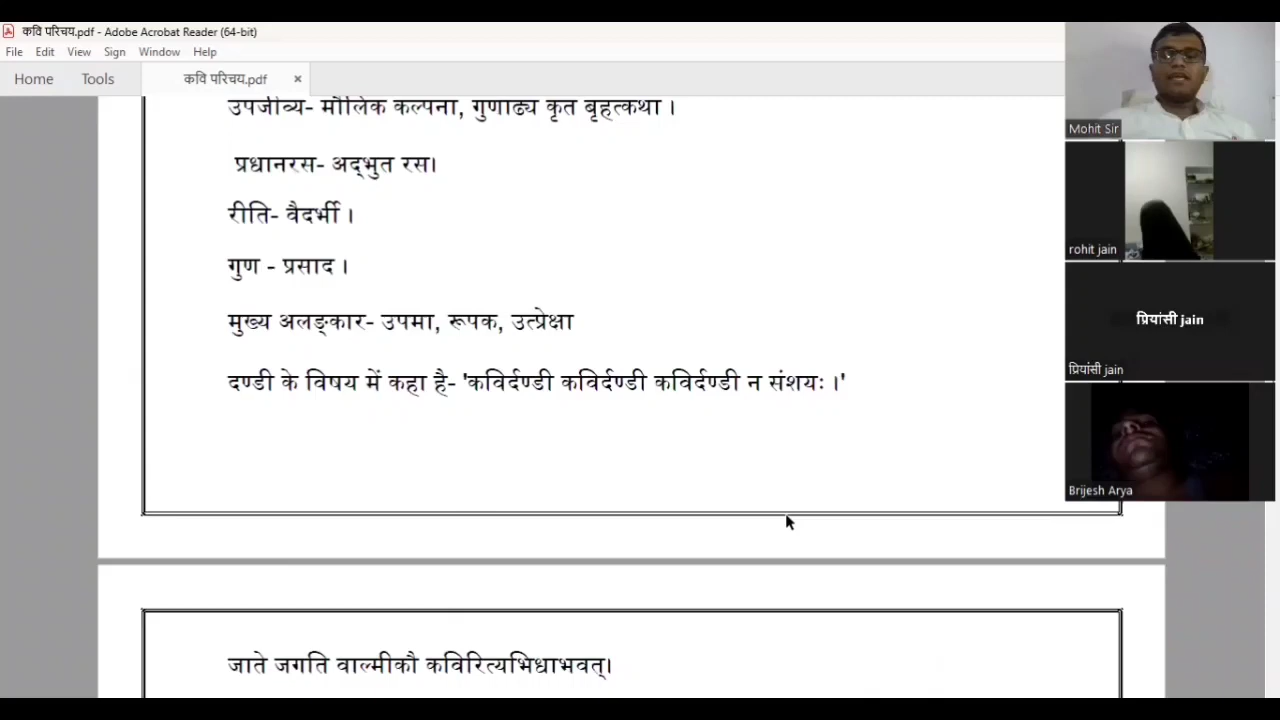 कवि परिचय.pdf - Adobe Acrobat Reader (64-bit)
File Edit View Sign Window Help
Home Tools कवि परिचय.pdf ×
उपजीव्य- मौलिक कल्पना, गुणाढ्य कृत बृहत्कथा ।
प्रधानरस- अद्भुत रस।
रीति- वैदर्भी ।
गुण - प्रसाद ।
मुख्य अलङ्कार- उपमा, रूपक, उत्प्रेक्षा
दण्डी के विषय में कहा है- 'कविर्दण्डी कविर्दण्डी कविर्दण्डी न संशयः ।'
जाते जगति वाल्मीकौ कविरित्यभिधाभवत्।
Mohit Sir
rohit jain
प्रियांसी jain
प्रियांसी jain
Brijesh Arya